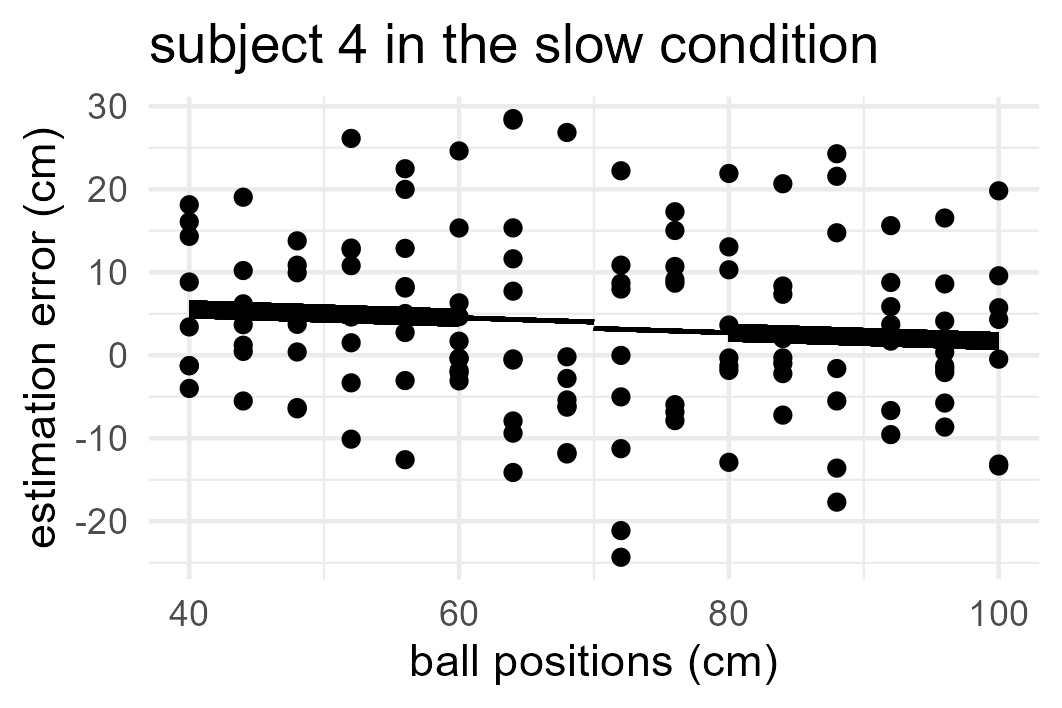 subject 4 in the slow condition
30
20
10
0
-10
-20
estimation error (cm)
40 60 80 100
ball positions (cm)